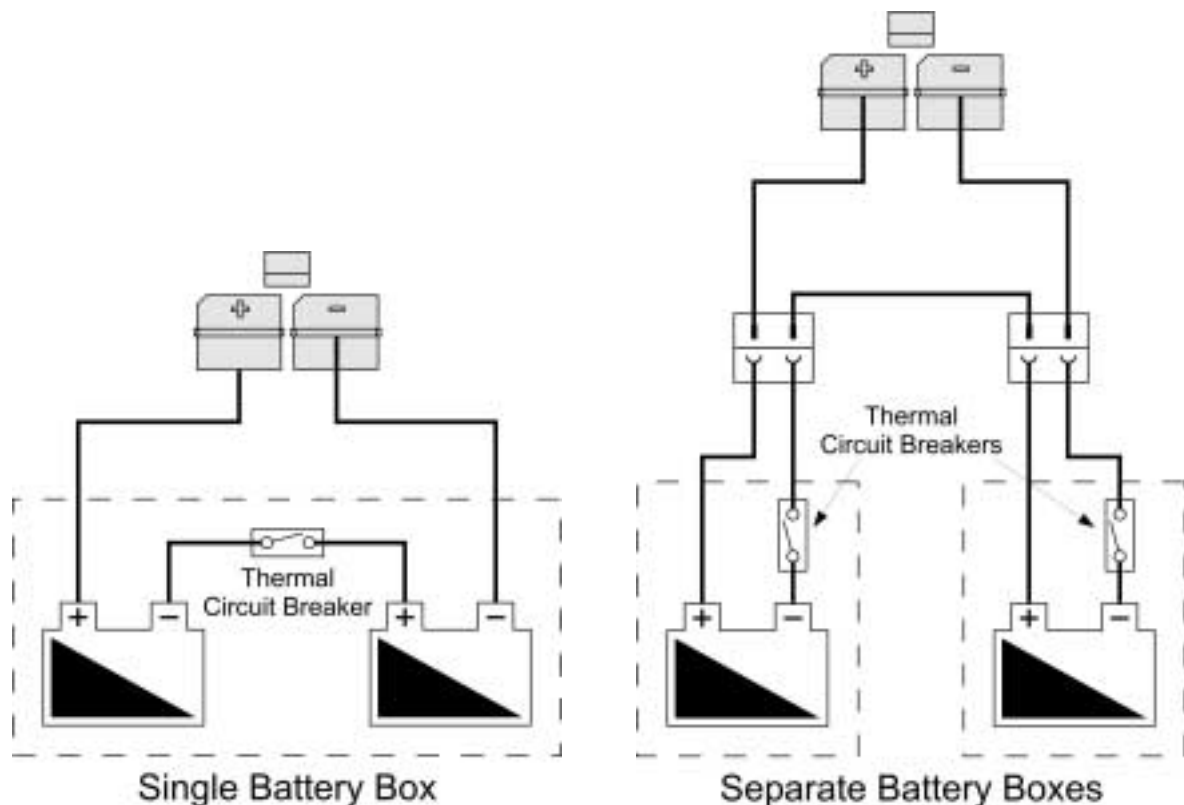 + -
+ -
Thermal
Circuit Breakers
Thermal
Circuit Breaker
+ - + -
+ - + -
Single Battery Box
Separate Battery Boxes